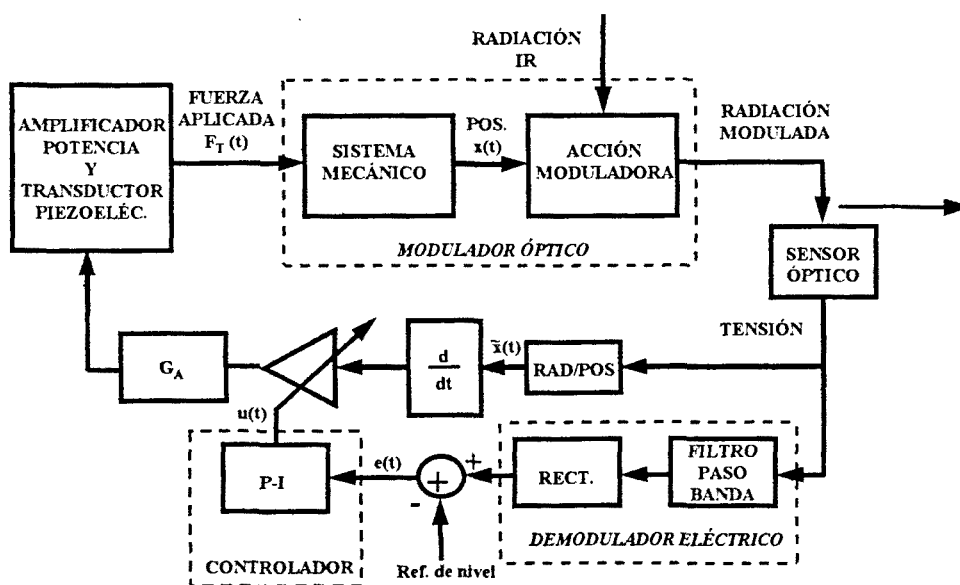 RADIACIÓN
IR
AMPLIFICADOR
POTENCIA
Y
TRANSDUCTOR
PIEZOELÉC.
FUERZA
APLICADA
F_T (t)
SISTEMA
MECÁNICO
POS.
x(t)
ACCIÓN
MODULADORA
MODULADOR ÓPTICO
RADIACIÓN
MODULADA
SENSOR
ÓPTICO
TENSIÓN
G_A
d
dt
x̃(t)
RAD/POS
u(t)
P-I
CONTROLADOR
e(t)
+
+
-
Ref. de nivel
RECT.
FILTRO
PASO
BANDA
DEMODULADOR ELÉCTRICO